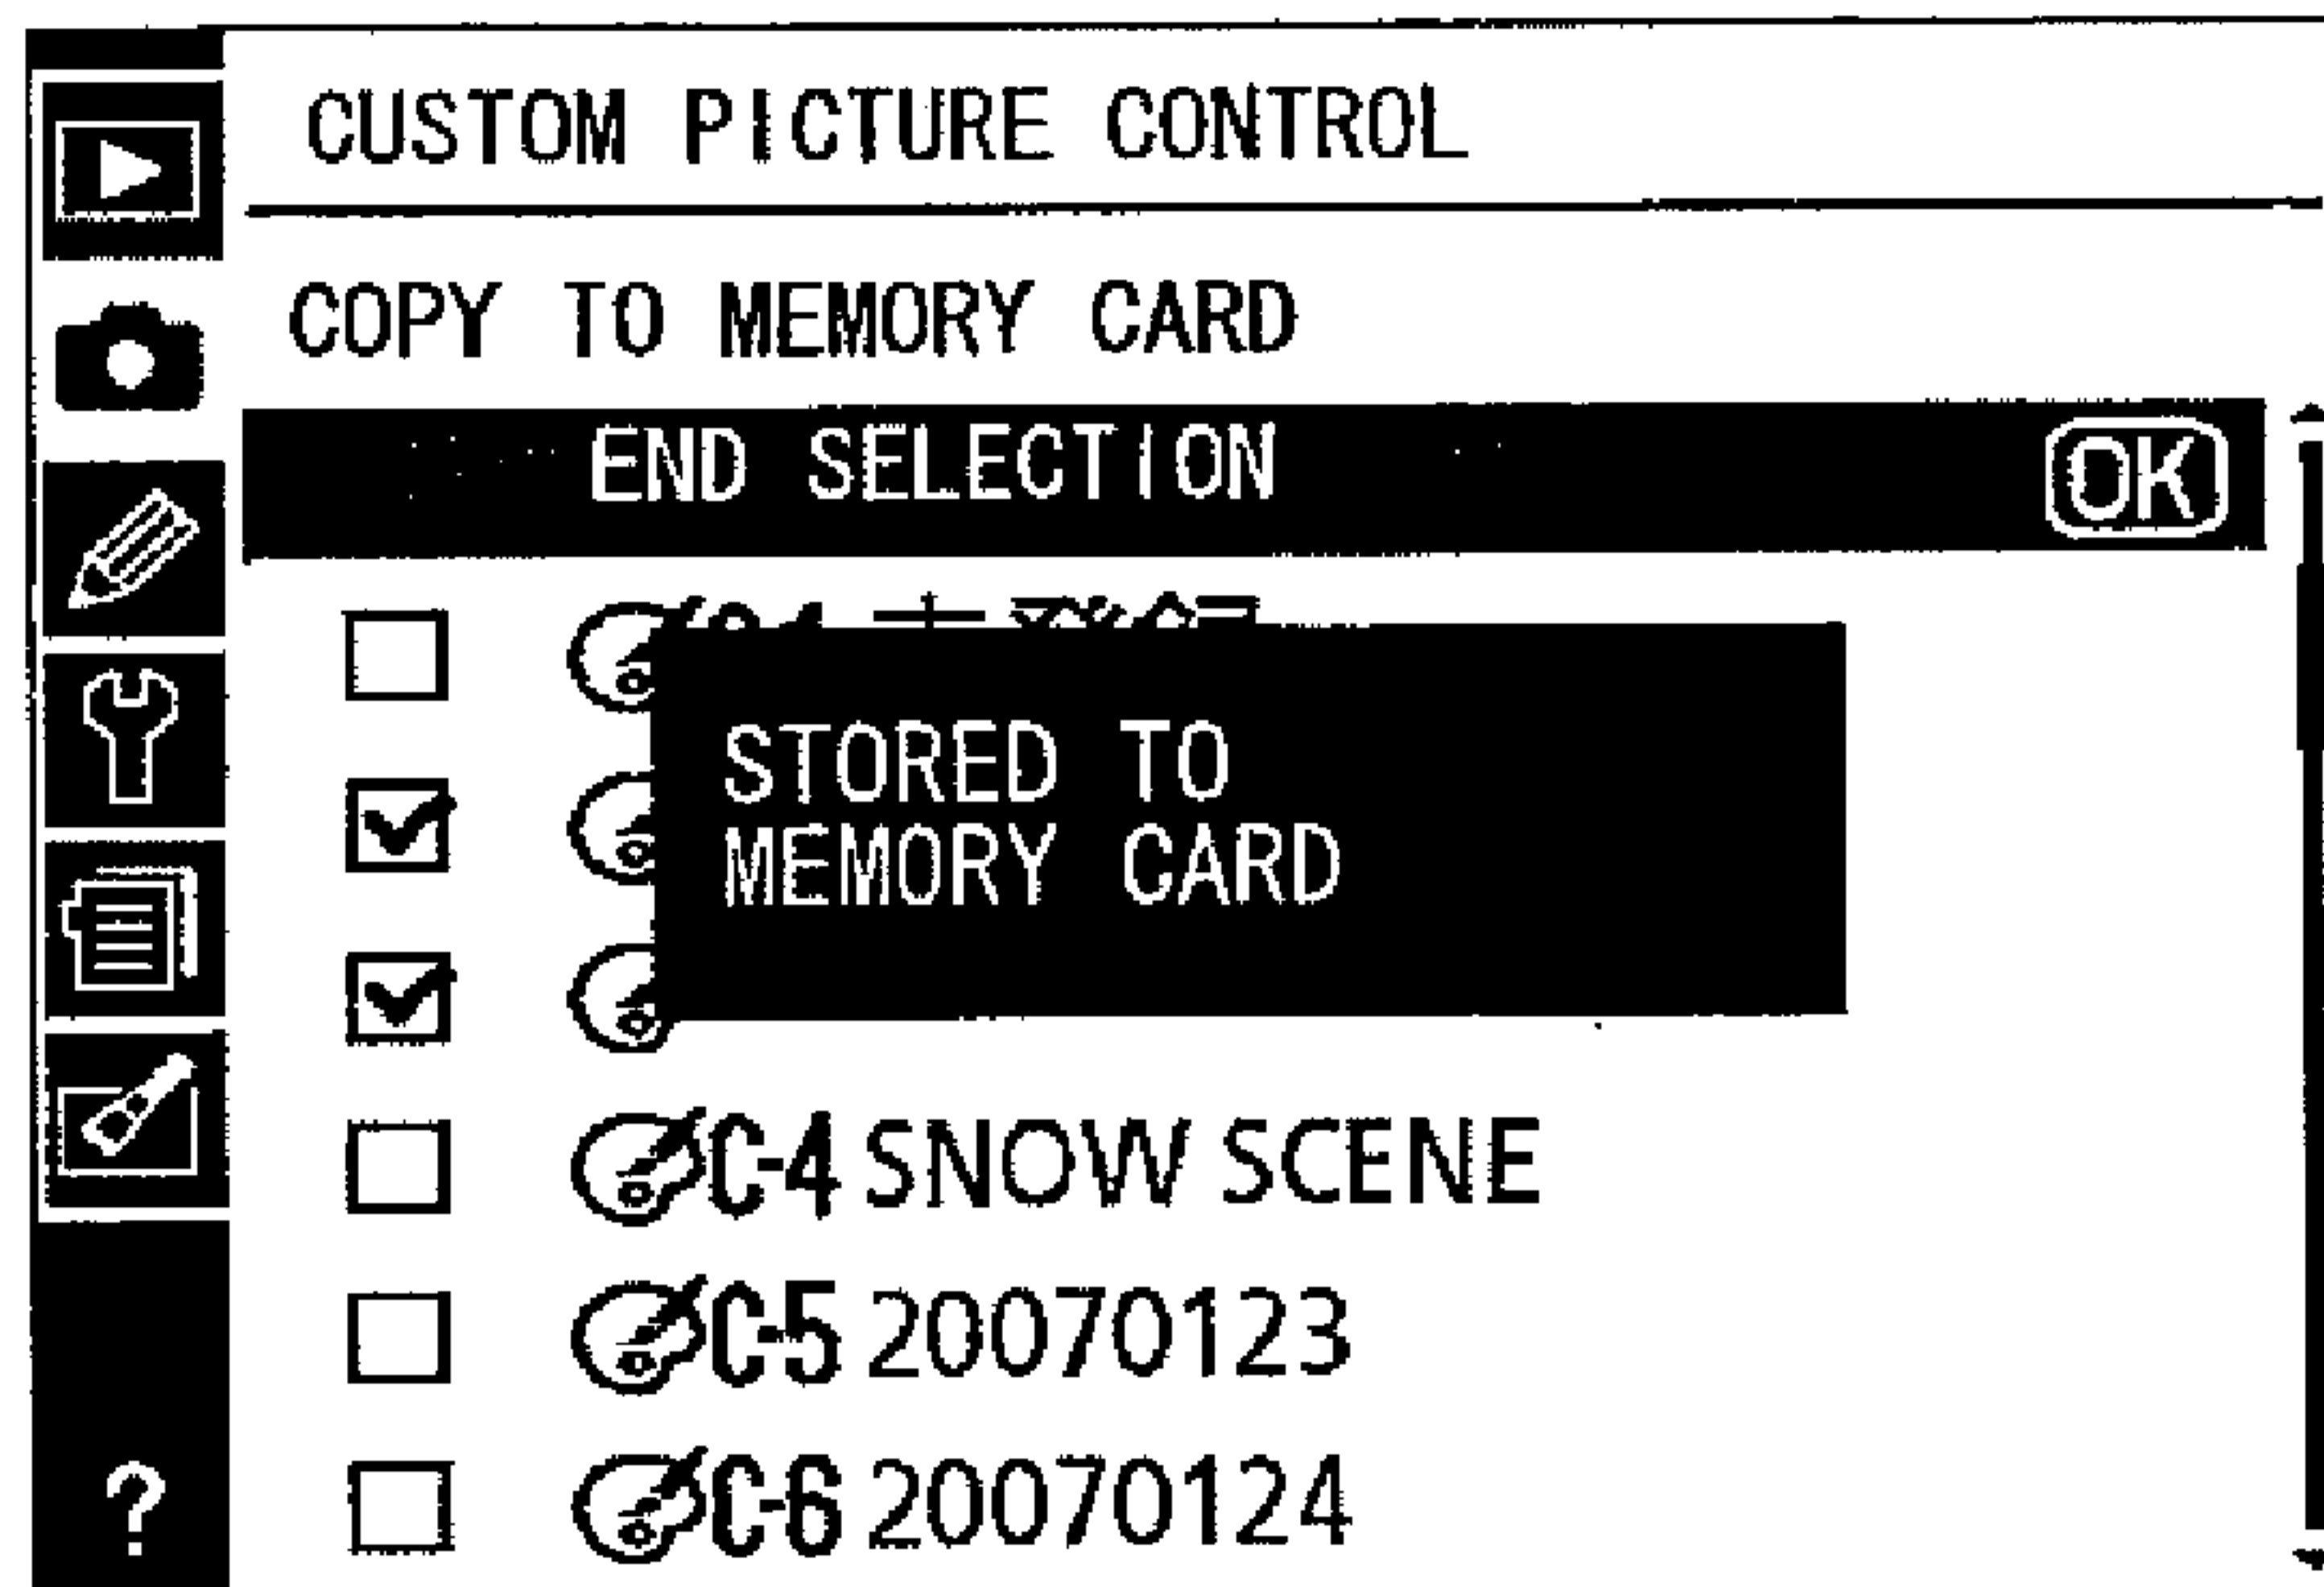 CUSTOM PICTURE CONTROL
COPY TO MEMORY CARD
END SELECTION OK
STORED TO
MEMORY CARD
C-4 SNOW SCENE
C-5 20070123
C-6 20070124
?